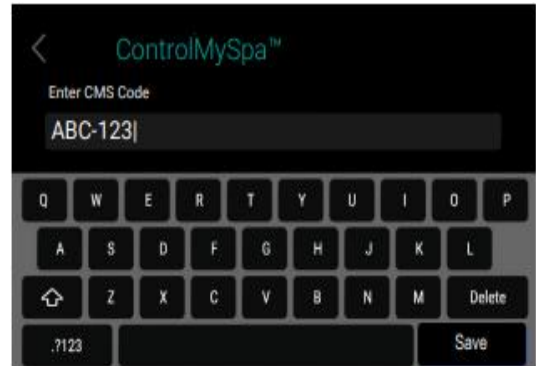 ControlMySpa™
Enter CMS Code
ABC-123
Q W E R T Y U I O P
A S D F G H J K L
Z X C V B N M Delete
.?123 Save